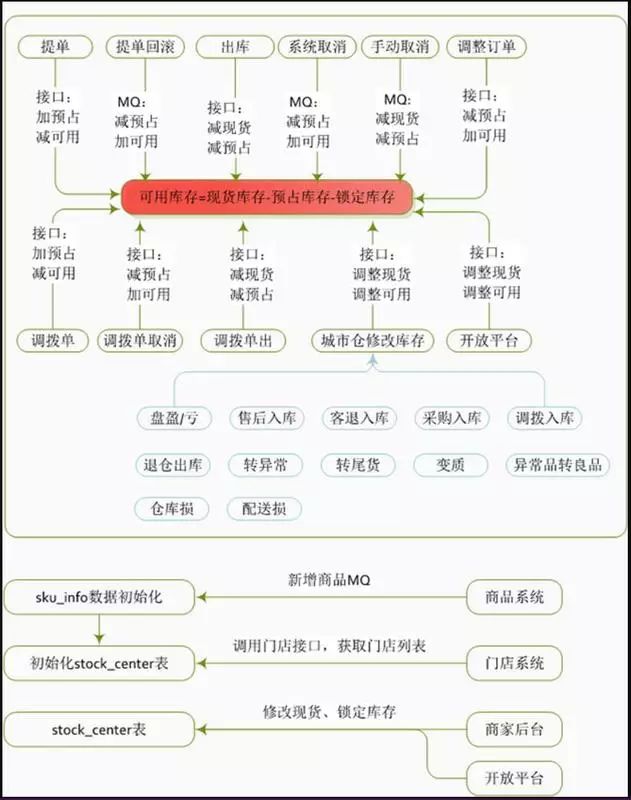 提单
提单回滚
出库
系统取消
手动取消
调整订单
接口：
加预占
减可用
MQ：
减预占
加可用
接口：
减现货
减预占
MQ：
减预占
加可用
MQ：
减现货
减预占
接口：
减预占
加可用
可用库存=现货库存-预占库存-锁定库存
接口：
加预占
减可用
接口：
减预占
加可用
接口：
减现货
减预占
接口：
调整现货
调整可用
接口：
调整现货
调整可用
调拨单
调拨单取消
调拨单出
城市仓修改库存
开放平台
盘盈/亏
售后入库
客退入库
采购入库
调拨入库
退仓出库
转异常
转尾货
变质
异常品转良品
仓库损
配送损
sku_info数据初始化
新增商品MQ
商品系统
初始化stock_center表
调用门店接口，获取门店列表
门店系统
stock_center表
修改现货、锁定库存
商家后台
开放平台